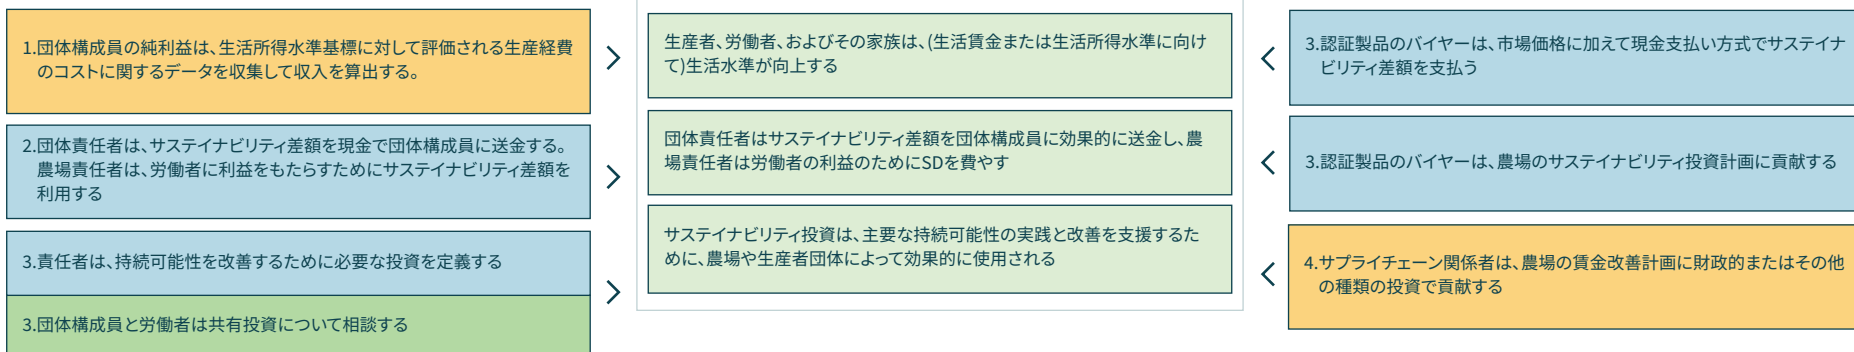 1.団体構成員の純利益は、生活所得水準基標に対して評価される生産経費
のコストに関するデータを収集して収入を算出する。
2.団体責任者は、サステイナビリティ差額を現金で団体構成員に送金する。
農場責任者は、労働者に利益をもたらすためにサステイナビリティ差額を
利用する
3.責任者は、持続可能性を改善するために必要な投資を定義する
3.団体構成員と労働者は共有投資について相談する
生産者、労働者、およびその家族は、(生活賃金または生活所得水準に向け
て)生活水準が向上する
団体責任者はサステイナビリティ差額を団体構成員に効果的に送金し、農
場責任者は労働者の利益のためにSDを費やす
サステイナビリティ投資は、主要な持続可能性の実践と改善を支援するた
めに、農場や生産者団体によって効果的に使用される
3.認証製品のバイヤーは、市場価格に加えて現金支払い方式でサステイナ
ビリティ差額を支払う
3.認証製品のバイヤーは、農場のサステイナビリティ投資計画に貢献する
4.サプライチェーン関係者は、農場の賃金改善計画に財政的またはその他
の種類の投資で貢献する